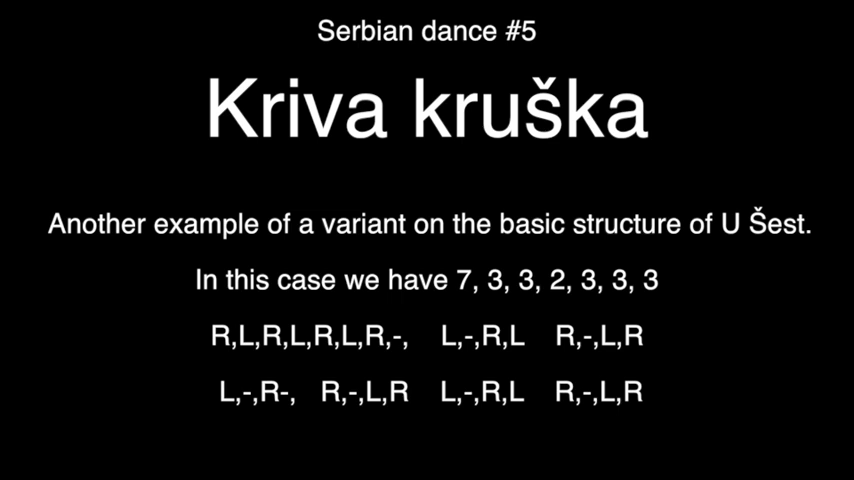 Serbian dance #5
Kriva kruška
Another example of a variant on the basic structure of U Šest.
In this case we have 7, 3, 3, 2, 3, 3, 3
R,L,R,L,R,L,R,-, L,-,R,L R,-,L,R
L,-,R-, R,-,L,R L,-,R,L R,-,L,R